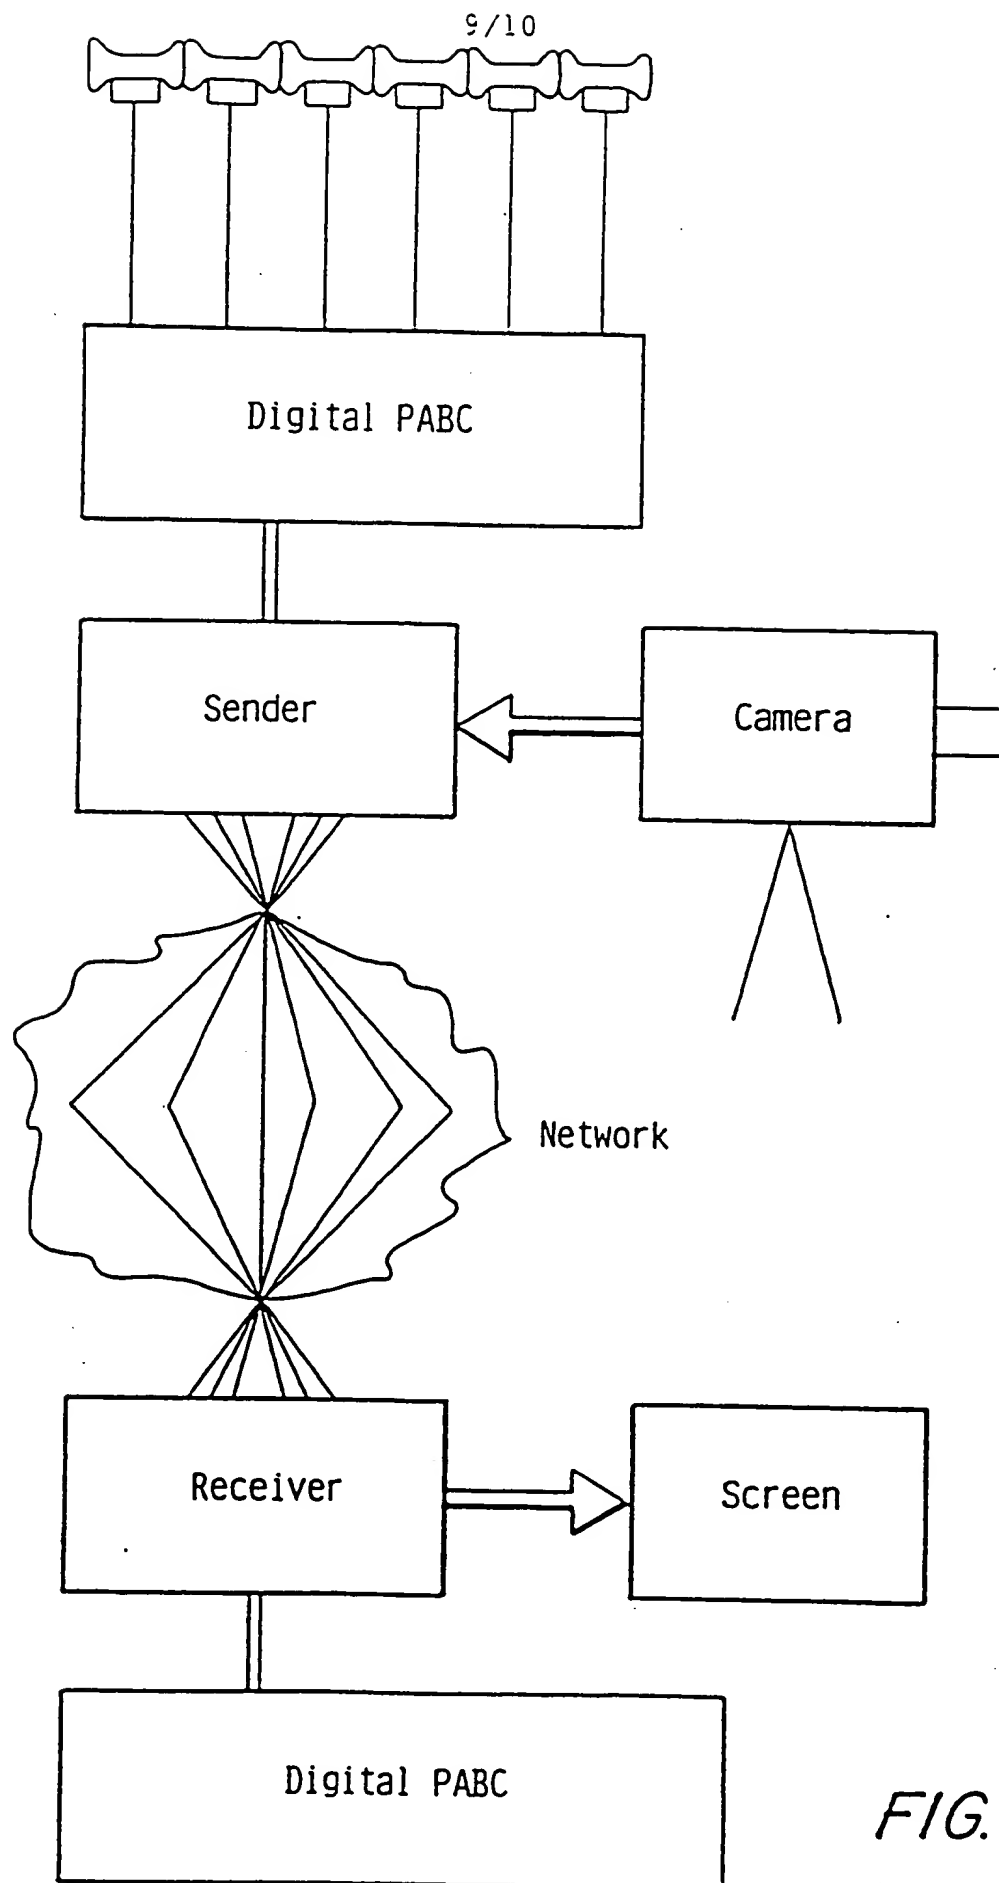 9/10
Digital PABC
Sender
Camera
Network
Receiver
Screen
Digital PABC
FIG.